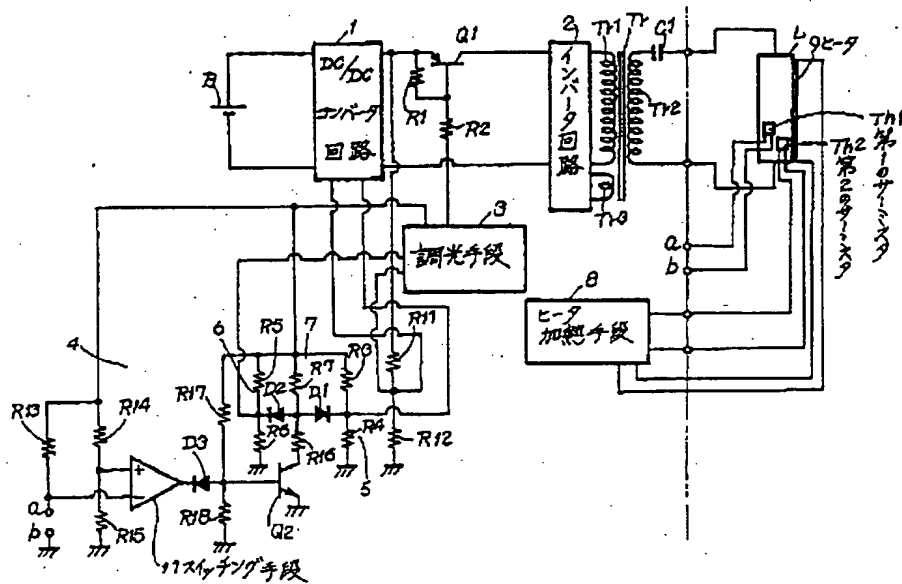 1
DC/DC
コンバータ
回路
B
Q1
R1
R2
2
インバータ
回路
Tr1
Tr
Tr2
Tr3
C1
L
9ヒータ
Th1
第1のサーミスタ
Th2
第2のサーミスタ
a
b
3
調光手段
8
ヒータ
加熱手段
4
6
7
5
R5
R7
R3
R11
R17
D2
D1
R6
R16
R4
R12
R13
R14
D3
R18
Q2
+
−
a
b
R15
17スイッチング手段